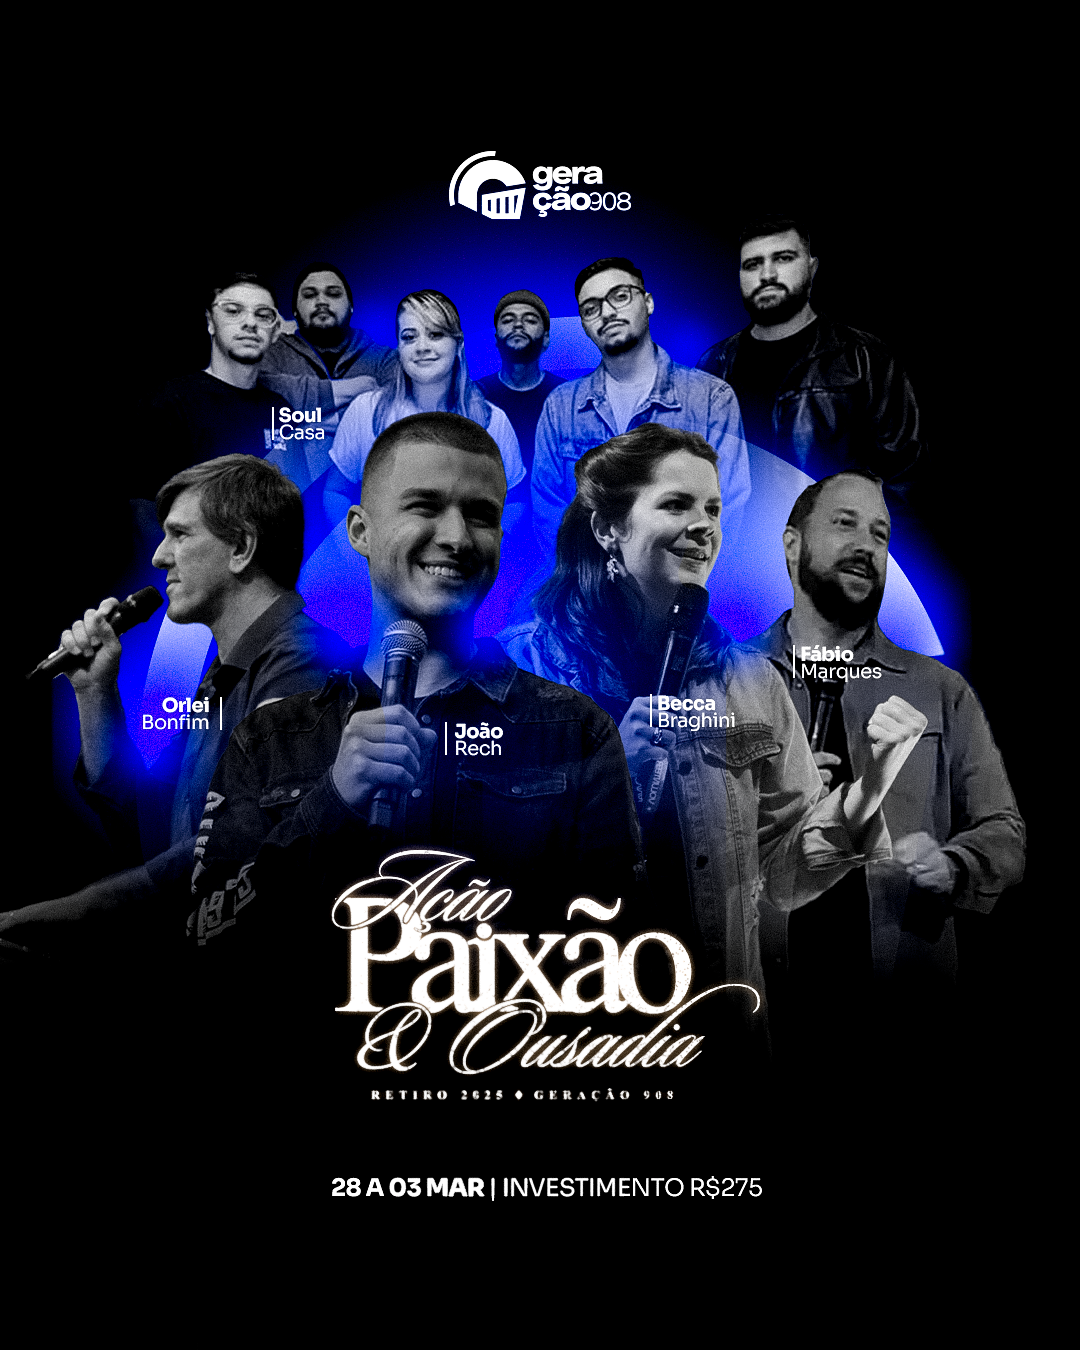 gera
ção908
Soul
Casa
Orlei
Bonfim
João
Rech
Becca
Braghini
Fábio
Marques
Ação
Paixão
& Ousadia
RETIRO 2025 ♦ GERAÇÃO 908
28 A 03 MAR | INVESTIMENTO R$275